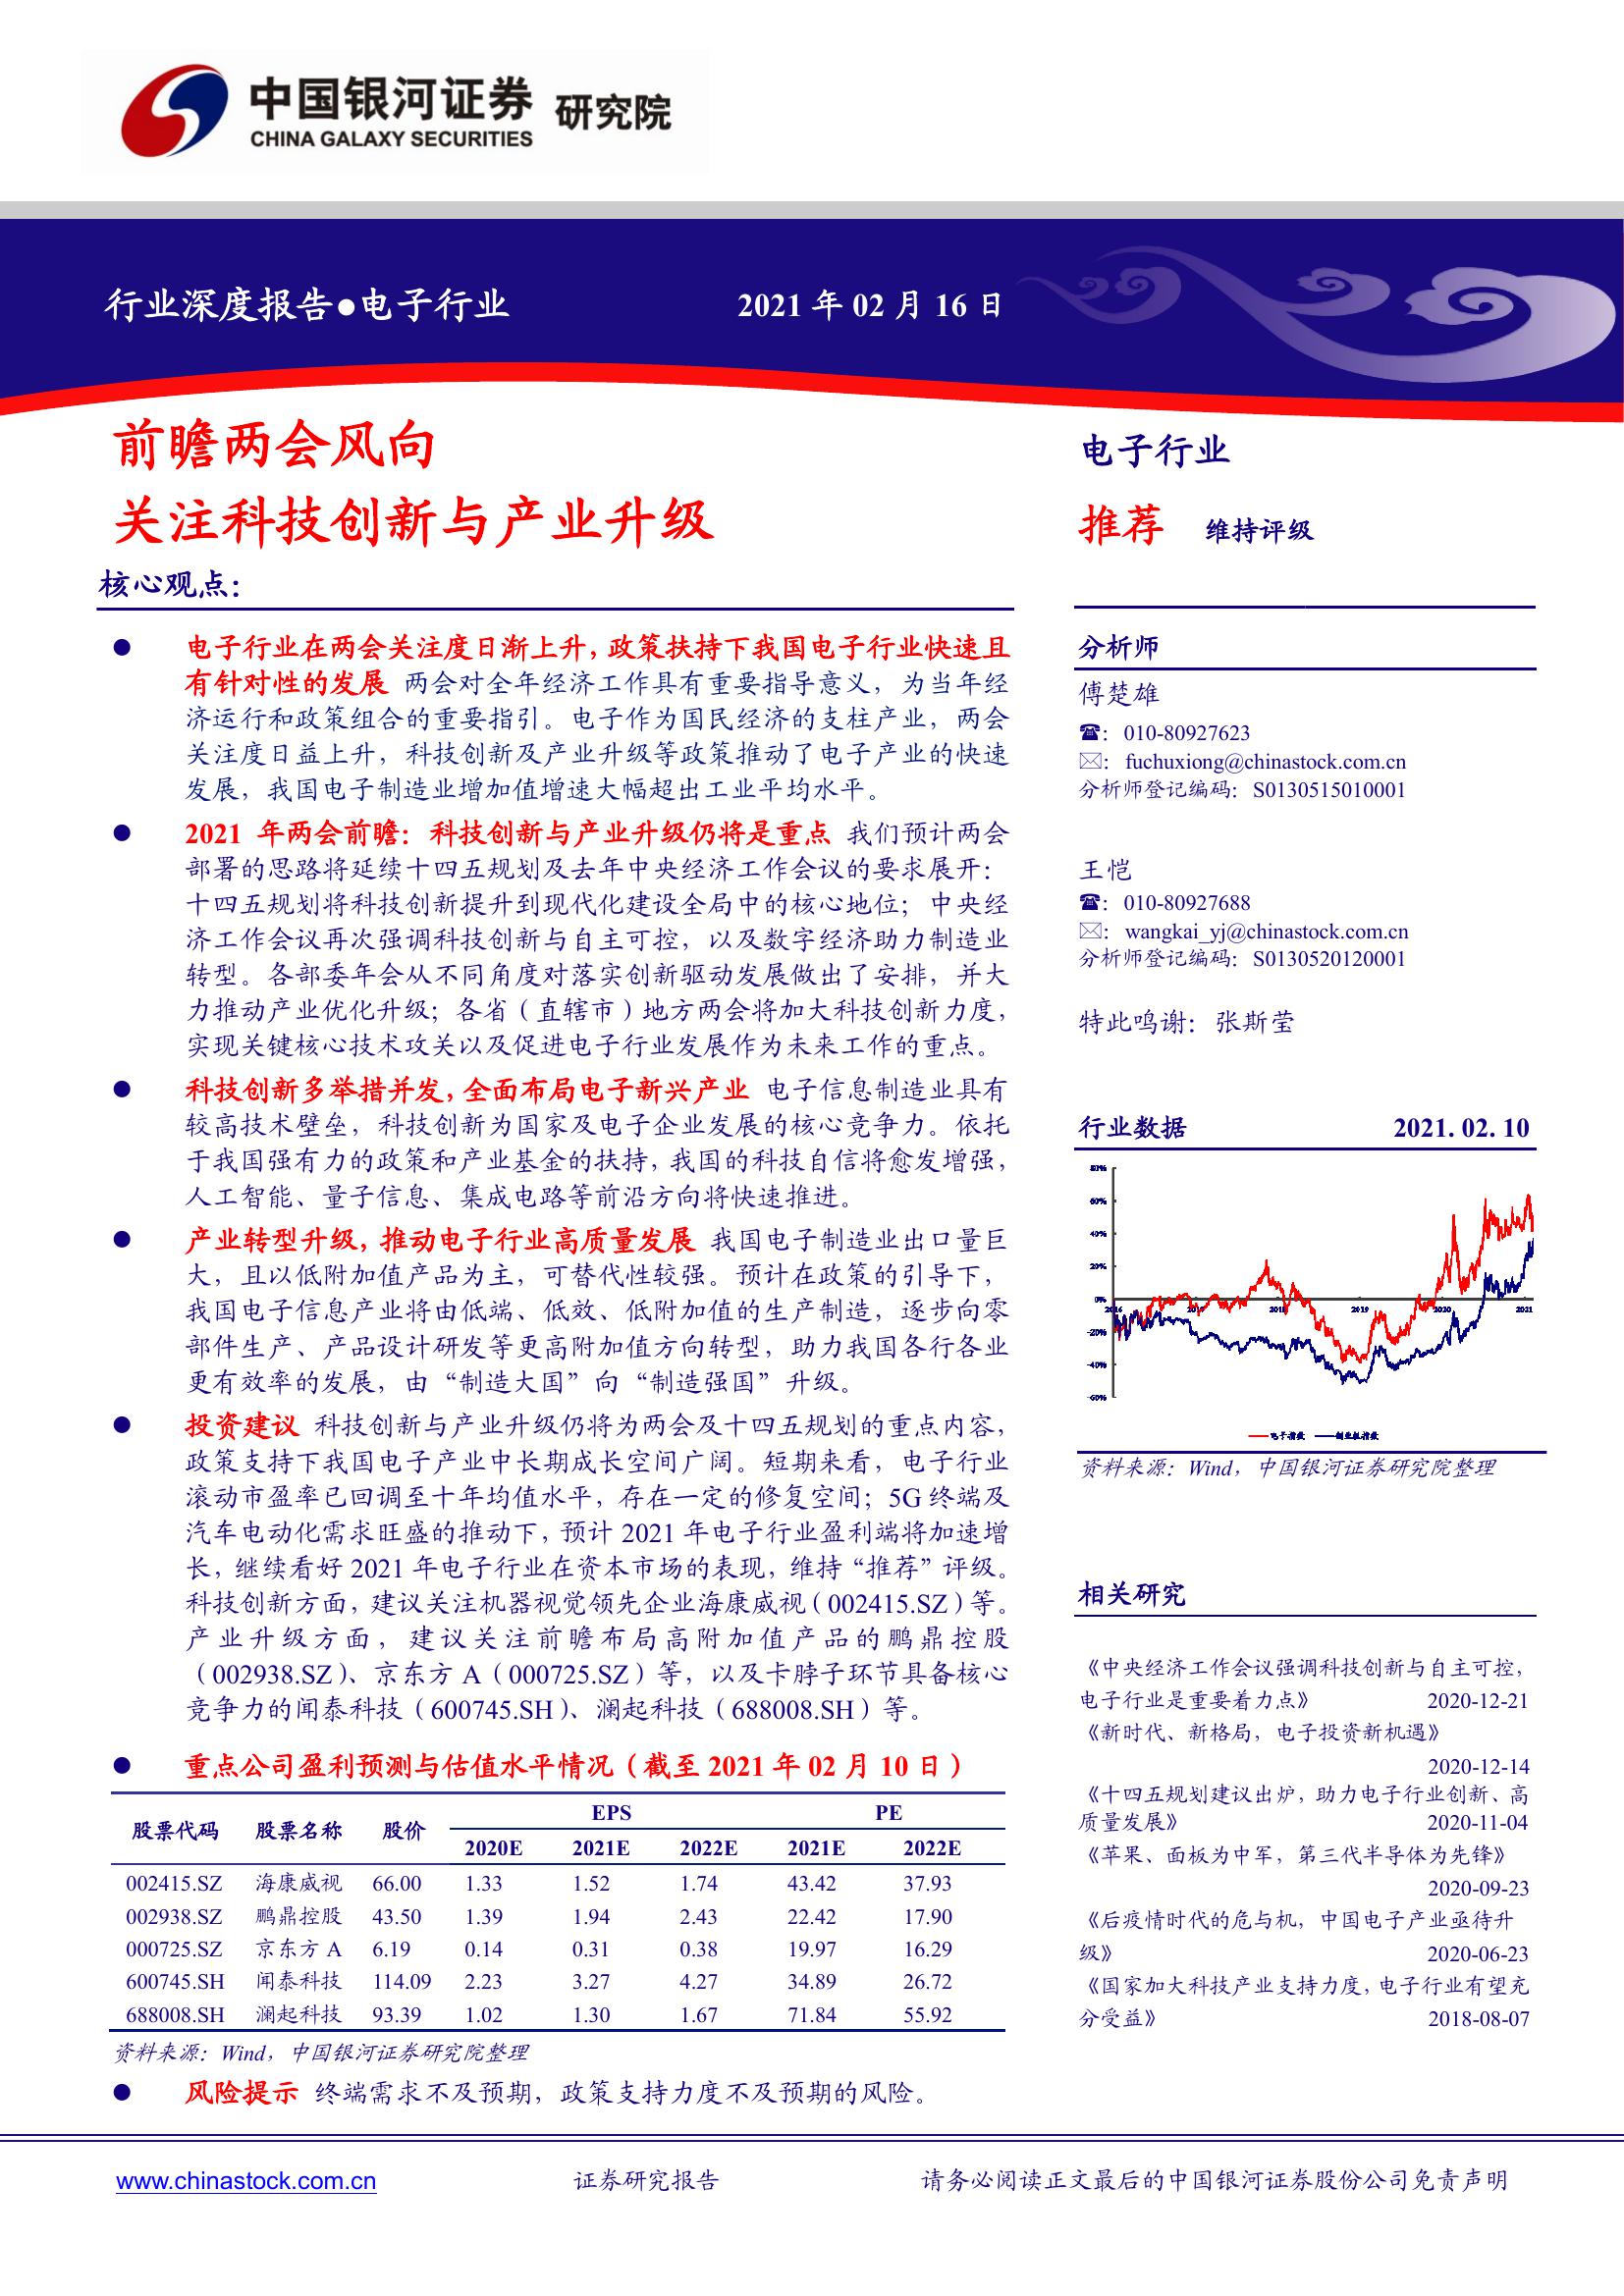 中国银河证券 研究院
CHINA GALAXY SECURITIES
行业深度报告●电子行业 2021 年 02 月 16 日
前瞻两会风向
关注科技创新与产业升级
核心观点：
● 电子行业在两会关注度日渐上升，政策扶持下我国电子行业快速且
有针对性的发展 两会对全年经济工作具有重要指导意义，为当年经
济运行和政策组合的重要指引。电子作为国民经济的支柱产业，两会
关注度日益上升，科技创新及产业升级等政策推动了电子产业的快速
发展，我国电子制造业增加值增速大幅超出工业平均水平。
● 2021 年两会前瞻：科技创新与产业升级仍将是重点 我们预计两会
部署的思路将延续十四五规划及去年中央经济工作会议的要求展开：
十四五规划将科技创新提升到现代化建设全局中的核心地位；中央经
济工作会议再次强调科技创新与自主可控，以及数字经济助力制造业
转型。各部委年会从不同角度对落实创新驱动发展做出了安排，并大
力推动产业优化升级；各省（直辖市）地方两会将加大科技创新力度，
实现关键核心技术攻关以及促进电子行业发展作为未来工作的重点。
● 科技创新多举措并发，全面布局电子新兴产业 电子信息制造业具有
较高技术壁垒，科技创新为国家及电子企业发展的核心竞争力。依托
于我国强有力的政策和产业基金的扶持，我国的科技自信将愈发增强，
人工智能、量子信息、集成电路等前沿方向将快速推进。
● 产业转型升级，推动电子行业高质量发展 我国电子制造业出口量巨
大，且以低附加值产品为主，可替代性较强。预计在政策的引导下，
我国电子信息产业将由低端、低效、低附加值的生产制造，逐步向零
部件生产、产品设计研发等更高附加值方向转型，助力我国各行各业
更有效率的发展，由“制造大国”向“制造强国”升级。
● 投资建议 科技创新与产业升级仍将为两会及十四五规划的重点内容，
政策支持下我国电子产业中长期成长空间广阔。短期来看，电子行业
滚动市盈率已回调至十年均值水平，存在一定的修复空间；5G 终端及
汽车电动化需求旺盛的推动下，预计 2021 年电子行业盈利端将加速增
长，继续看好 2021 年电子行业在资本市场的表现，维持“推荐”评级。
科技创新方面，建议关注机器视觉领先企业海康威视（002415.SZ）等。
产业升级方面，建议关注前瞻布局高附加值产品的鹏鼎控股
（002938.SZ）、京东方 A（000725.SZ）等，以及卡脖子环节具备核心
竞争力的闻泰科技（600745.SH）、澜起科技（688008.SH）等。
● 重点公司盈利预测与估值水平情况（截至 2021 年 02 月 10 日）
股票代码 股票名称 股价 EPS PE
2020E 2021E 2022E 2021E 2022E
002415.SZ 海康威视 66.00 1.33 1.52 1.74 43.42 37.93
002938.SZ 鹏鼎控股 43.50 1.39 1.94 2.43 22.42 17.90
000725.SZ 京东方 A 6.19 0.14 0.31 0.38 19.97 16.29
600745.SH 闻泰科技 114.09 2.23 3.27 4.27 34.89 26.72
688008.SH 澜起科技 93.39 1.02 1.30 1.67 71.84 55.92
资料来源：Wind，中国银河证券研究院整理
● 风险提示 终端需求不及预期，政策支持力度不及预期的风险。
电子行业
推荐 维持评级
分析师
傅楚雄
☎：010-80927623
✉：fuchuxiong@chinastock.com.cn
分析师登记编码：S0130515010001
王恺
☎：010-80927688
✉：wangkai_yj@chinastock.com.cn
分析师登记编码：S0130520120001
特此鸣谢：张斯莹
行业数据 2021. 02. 10
80%
60%
40%
20%
0%
2016 2017 2018 2019 2020 2021
-20%
-40%
-60%
电子指数 创业板指数
资料来源：Wind，中国银河证券研究院整理
相关研究
《中央经济工作会议强调科技创新与自主可控，
电子行业是重要着力点》 2020-12-21
《新时代、新格局，电子投资新机遇》
2020-12-14
《十四五规划建议出炉，助力电子行业创新、高
质量发展》 2020-11-04
《苹果、面板为中军，第三代半导体为先锋》
2020-09-23
《后疫情时代的危与机，中国电子产业亟待升
级》 2020-06-23
《国家加大科技产业支持力度，电子行业有望充
分受益》 2018-08-07
www.chinastock.com.cn 证券研究报告 请务必阅读正文最后的中国银河证券股份公司免责声明